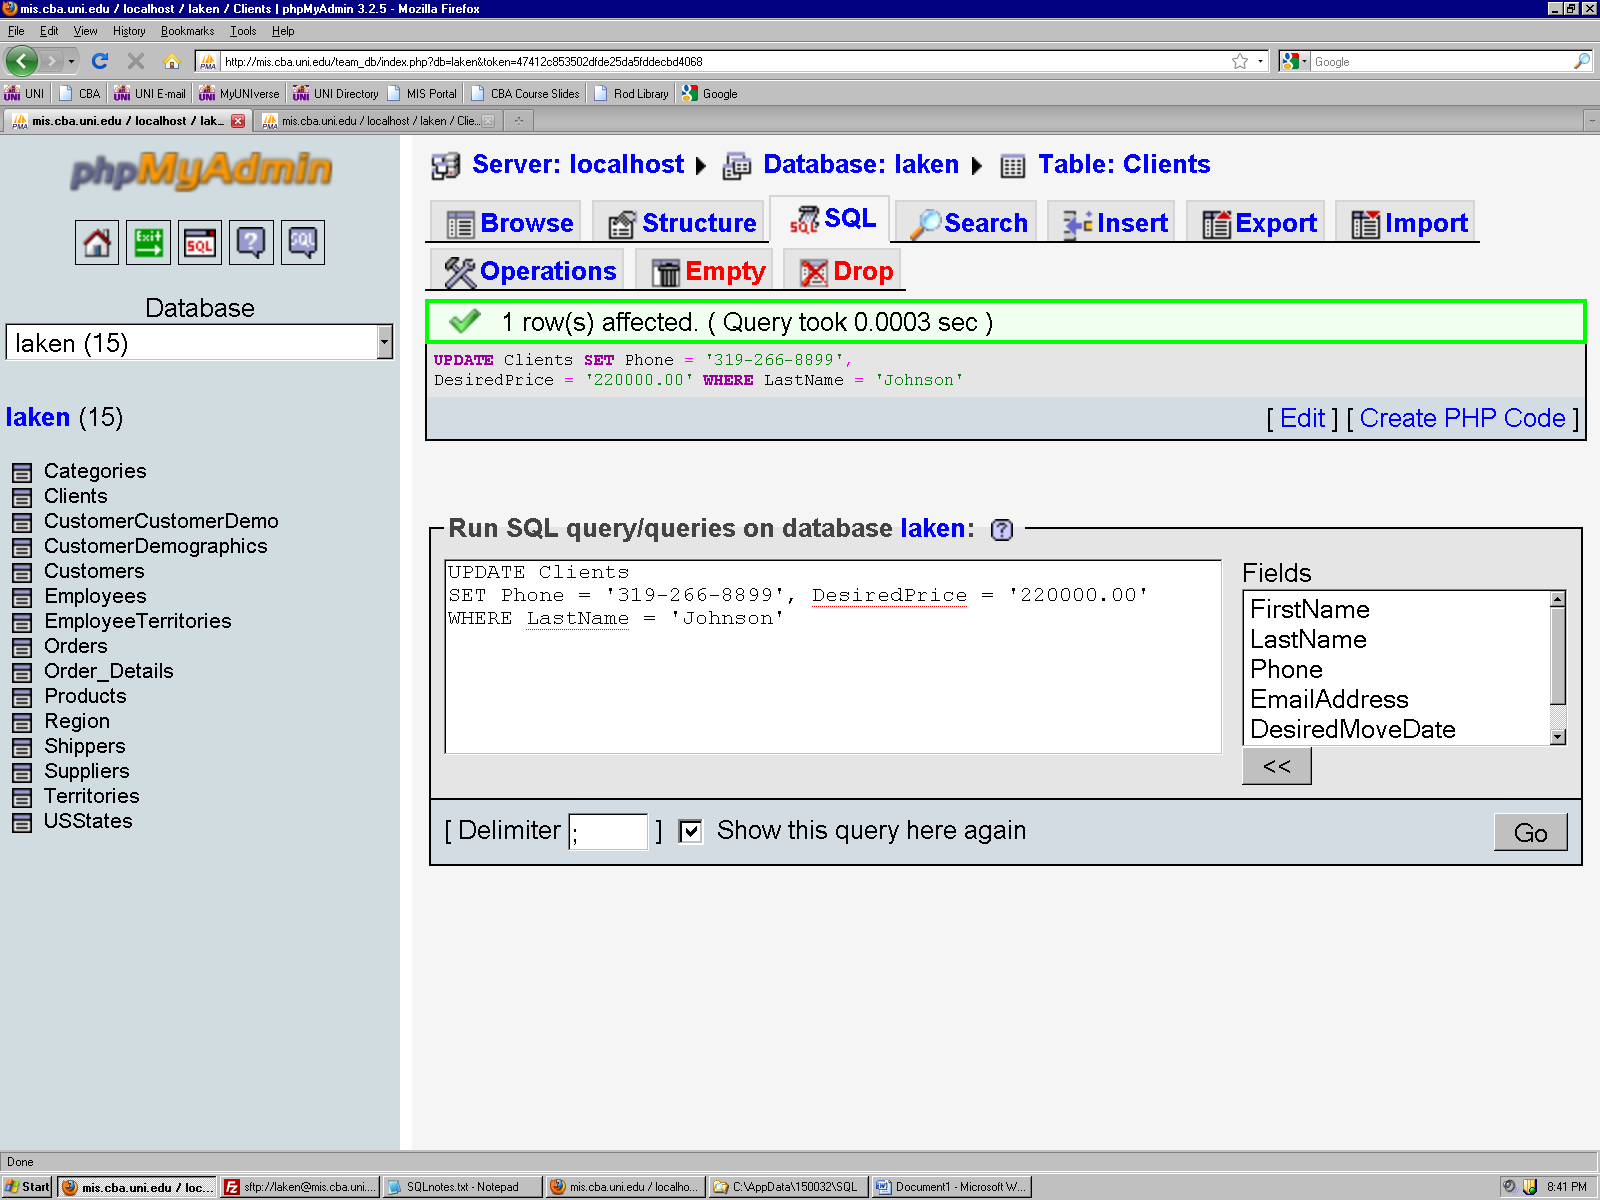 mis.cba.uni.edu / localhost / laken / Clients | phpMyAdmin 3.2.5 - Mozilla Firefox
File Edit View History Bookmarks Tools Help
http://mis.cba.uni.edu/team_db/index.php?db=laken&token=47412c853502dfde25da5fddecbd4068
Google
UNI CBA UNI E-mail MyUNIverse UNI Directory MIS Portal CBA Course Slides Rod Library Google
mis.cba.uni.edu / localhost / lak... mis.cba.uni.edu / localhost / laken / Clie...
phpMyAdmin
Exit SQL ? SQL
Database
laken (15)
laken (15)
Categories
Clients
CustomerCustomerDemo
CustomerDemographics
Customers
Employees
EmployeeTerritories
Orders
Order_Details
Products
Region
Shippers
Suppliers
Territories
USStates
Server: localhost Database: laken Table: Clients
Browse Structure SQL Search Insert Export Import
Operations Empty Drop
1 row(s) affected. ( Query took 0.0003 sec )
UPDATE Clients SET Phone = '319-266-8899',
DesiredPrice = '220000.00' WHERE LastName = 'Johnson'
[ Edit ] [ Create PHP Code ]
Run SQL query/queries on database laken: ?
UPDATE Clients
SET Phone = '319-266-8899', DesiredPrice = '220000.00'
WHERE LastName = 'Johnson'
Fields
FirstName
LastName
Phone
EmailAddress
DesiredMoveDate
<<
[ Delimiter ; ] Show this query here again
Go
Done
Start mis.cba.uni.edu / loc... sftp://laken@mis.cba.uni.... SQLnotes.txt - Notepad mis.cba.uni.edu / localho... C:\AppData\150032\SQL Document1 - Microsoft W... 8:41 PM